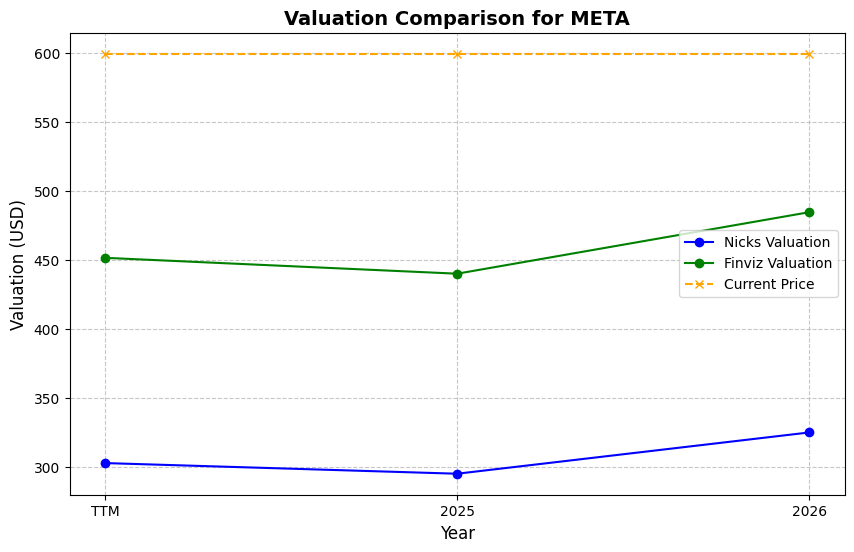 Valuation Comparison for META
600
550
500
450
400
350
300
Valuation (USD)
Nicks Valuation
Finviz Valuation
Current Price
TTM
2025
2026
Year